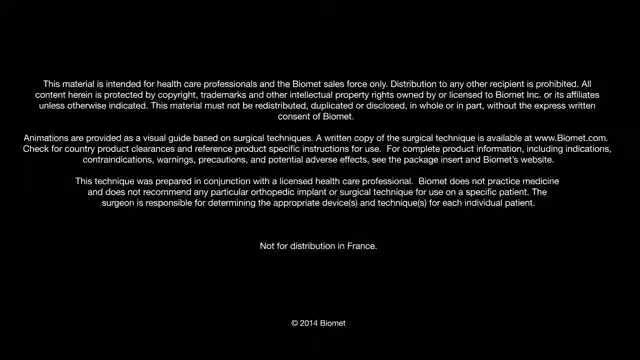 This material is intended for health care professionals and the Biomet sales force only. Distribution to any other recipient is prohibited. All
content herein is protected by copyright, trademarks and other intellectual property rights owned by or licensed to Biomet Inc. or its affiliates
unless otherwise indicated. This material must not be redistributed, duplicated or disclosed, in whole or in part, without the express written
consent of Biomet.
Animations are provided as a visual guide based on surgical techniques. A written copy of the surgical technique is available at www.Biomet.com.
Check for country product clearances and reference product specific instructions for use. For complete product information, including indications,
contraindications, warnings, precautions, and potential adverse effects, see the package insert and Biomet's website.
This technique was prepared in conjunction with a licensed health care professional. Biomet does not practice medicine
and does not recommend any particular orthopedic implant or surgical technique for use on a specific patient. The
surgeon is responsible for determining the appropriate device(s) and technique(s) for each individual patient.
Not for distribution in France.
© 2014 Biomet